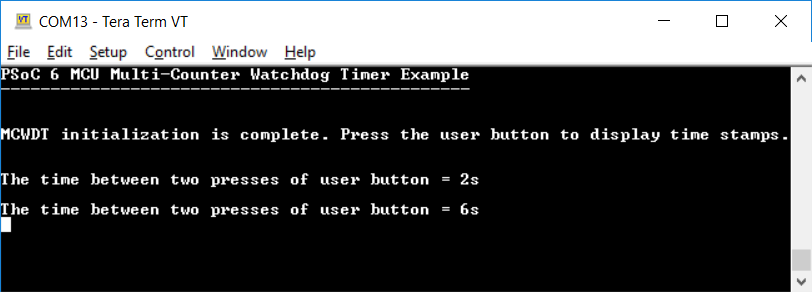 COM13 - Tera Term VT
File Edit Setup Control Window Help
PSoC 6 MCU Multi-Counter Watchdog Timer Example
-----------------------------------------------
MCWDT initialization is complete. Press the user button to display time stamps.
The time between two presses of user button = 2s
The time between two presses of user button = 6s